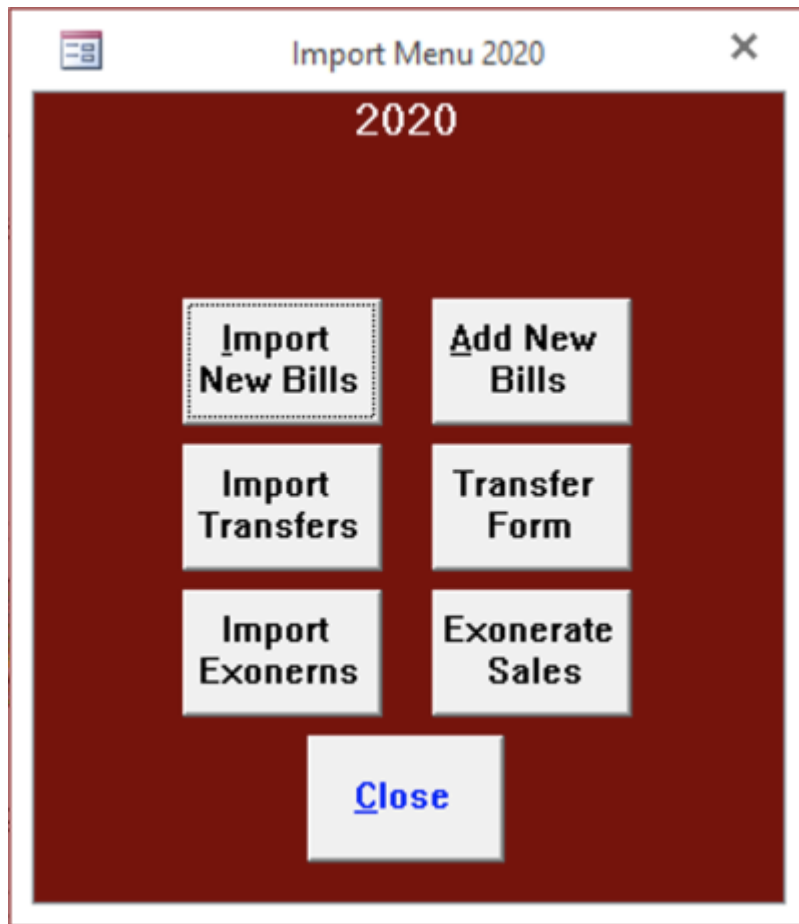 Import Menu 2020
2020
Import
New Bills
Add New
Bills
Import
Transfers
Transfer
Form
Import
Exonerns
Exonerate
Sales
Close